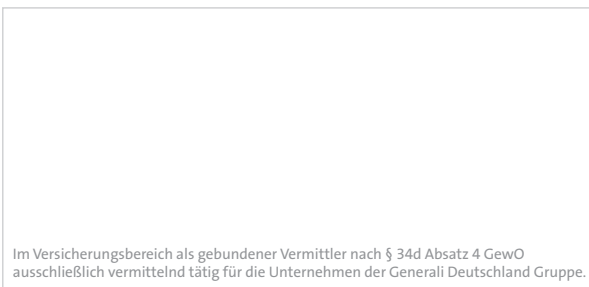 Im Versicherungsbereich als gebundener Vermittler nach § 34d Absatz 4 GewO
ausschließlich vermittelnd tätig für die Unternehmen der Generali Deutschland Gruppe.